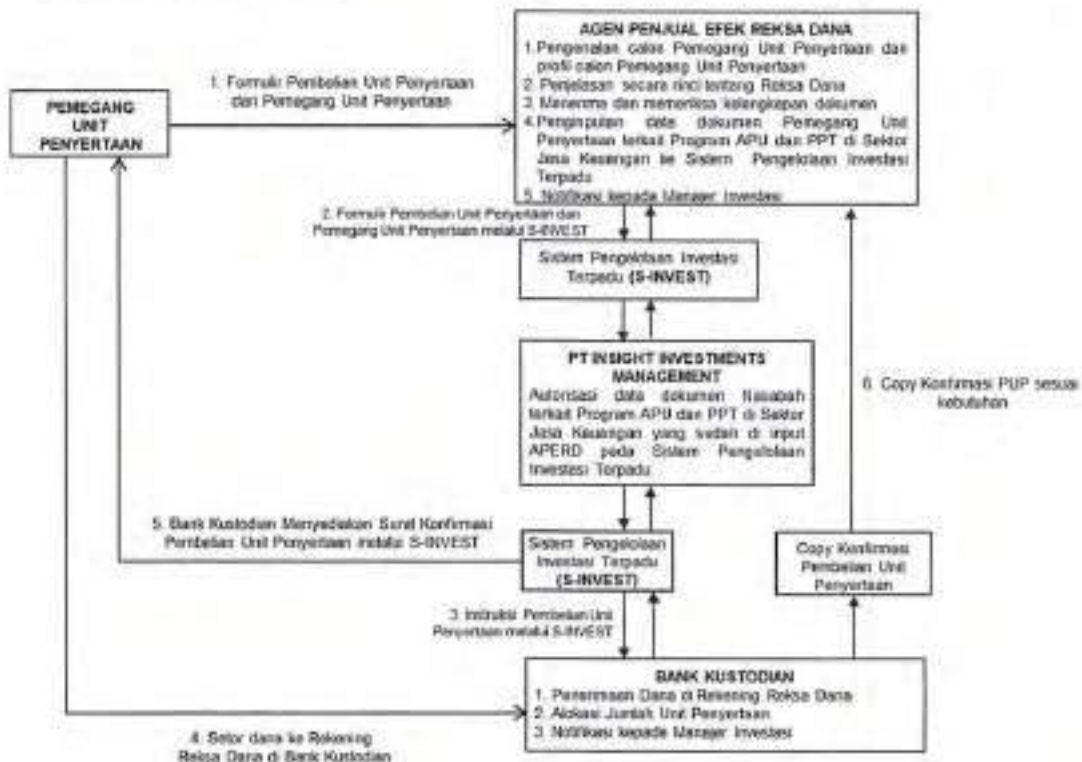 AGEN PENJUAL EFEK REKSA DANA
1. Pengenalan calon Pemegang Unit Penyertaan dan
profil calon Pemegang Unit Penyertaan
2. Penjelasan secara rinci tentang Reksa Dana
3. Menerima dan memeriksa kelengkapan dokumen
4. Penginputan data dokumen Pemegang Unit
Penyertaan terkait Program APU dan PPT di Sektor
Jasa Keuangan ke Sistem Pengelolaan Investasi
Terpadu
5. Notifikasi kepada Manajer Investasi
1. Formulir Pembelian Unit Penyertaan
dari Pemegang Unit Penyertaan
PEMEGANG
UNIT
PENYERTAAN
2. Formulir Pembelian Unit Penyertaan dan
Pemegang Unit Penyertaan melalui S-INVEST
Sistem Pengelolaan Investasi
Terpadu (S-INVEST)
PT INSIGHT INVESTMENTS
MANAGEMENT
Autorisasi data dokumen Nasabah
terkait Program APU dan PPT di Sektor
Jasa Keuangan yang sudah di input
APERD pada Sistem Pengelolaan
Investasi Terpadu
6. Copy Konfirmasi PUP sesuai
kebutuhan
5. Bank Kustodian Menyediakan Surat Konfirmasi
Pembelian Unit Penyertaan melalui S-INVEST
Sistem Pengelolaan
Investasi Terpadu
(S-INVEST)
Copy Konfirmasi
Pembelian Unit
Penyertaan
3. Instruksi Pembelian Unit
Penyertaan melalui S-INVEST
BANK KUSTODIAN
1. Penerimaan Dana di Rekening Reksa Dana
2. Alokasi Jumlah Unit Penyertaan
3. Notifikasi kepada Manajer Investasi
4. Setor dana ke Rekening
Reksa Dana di Bank Kustodian